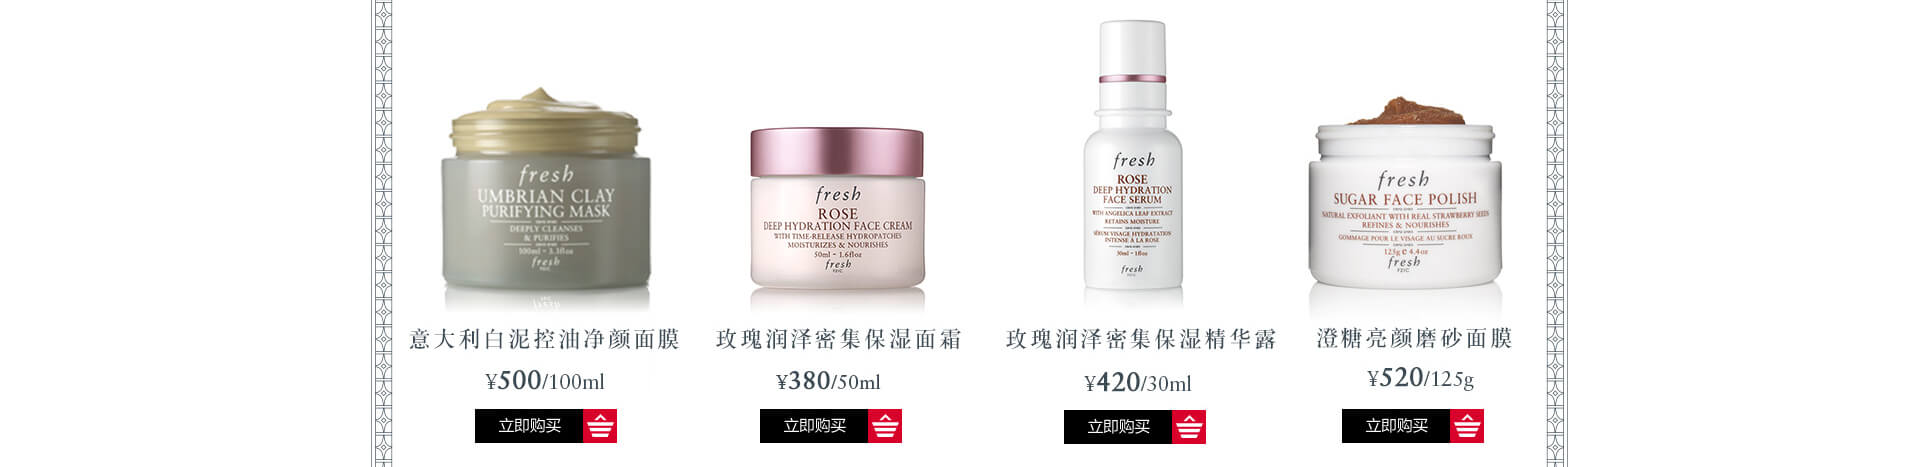 fresh
UMBRIAN CLAY
PURIFYING MASK
DEEPLY CLEANSES
& PURIFIES
100ml - 3.3floz
fresh
fresh
ROSE
DEEP HYDRATION FACE CREAM
WITH TIME-RELEASE HYDROPATCHES
MOISTURIZES & NOURISHES
50ml - 1.6floz
fresh
fresh
ROSE
DEEP HYDRATION
FACE SERUM
WITH ANGELICA LEAF EXTRACT
RETAINS MOISTURE
SÉRUM VISAGE HYDRATATION
INTENSE À LA ROSE
30ml - 1floz
fresh
fresh
SUGAR FACE POLISH
NATURAL EXFOLIANT WITH REAL STRAWBERRY SEEDS
REFINES & NOURISHES
GOMMAGE POUR LE VISAGE AU SUCRE ROUX
125g e 4.4oz
fresh
意大利白泥控油净颜面膜
¥500/100ml
立即购买
玫瑰润泽密集保湿面霜
¥380/50ml
立即购买
玫瑰润泽密集保湿精华露
¥420/30ml
立即购买
澄糖亮颜磨砂面膜
¥520/125g
立即购买